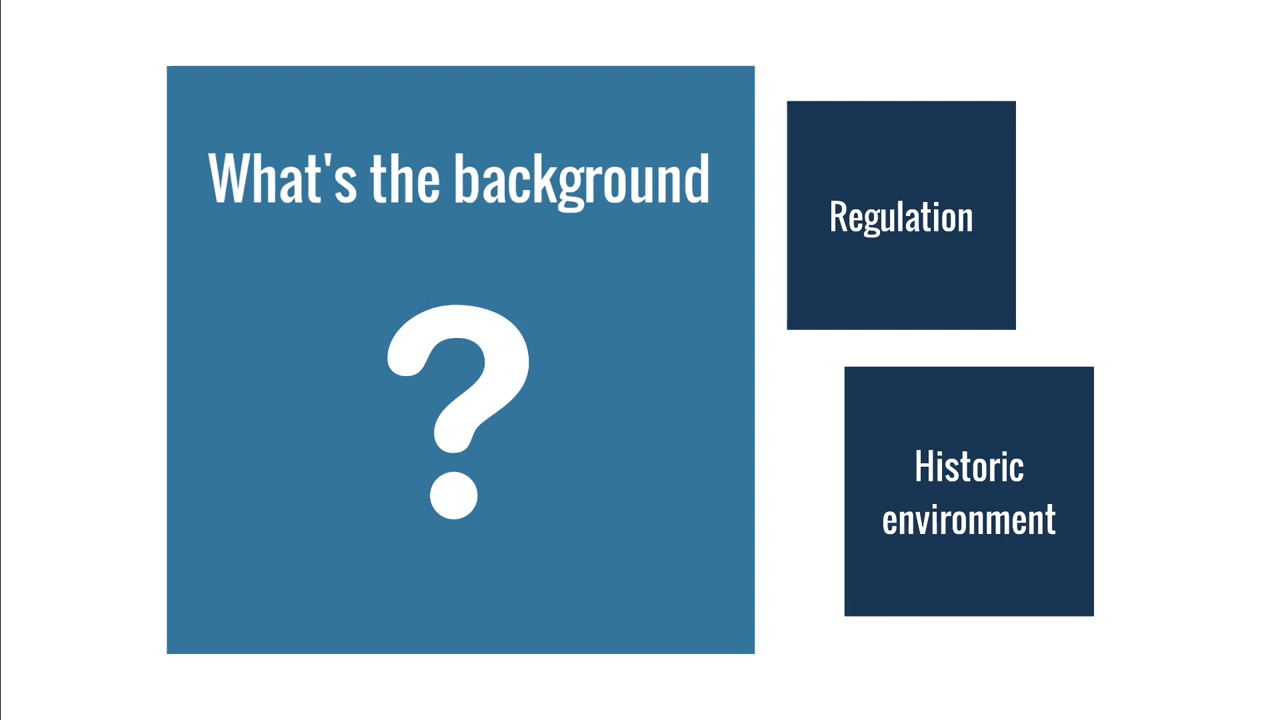 What's the background
?
Regulation
Historic
environment